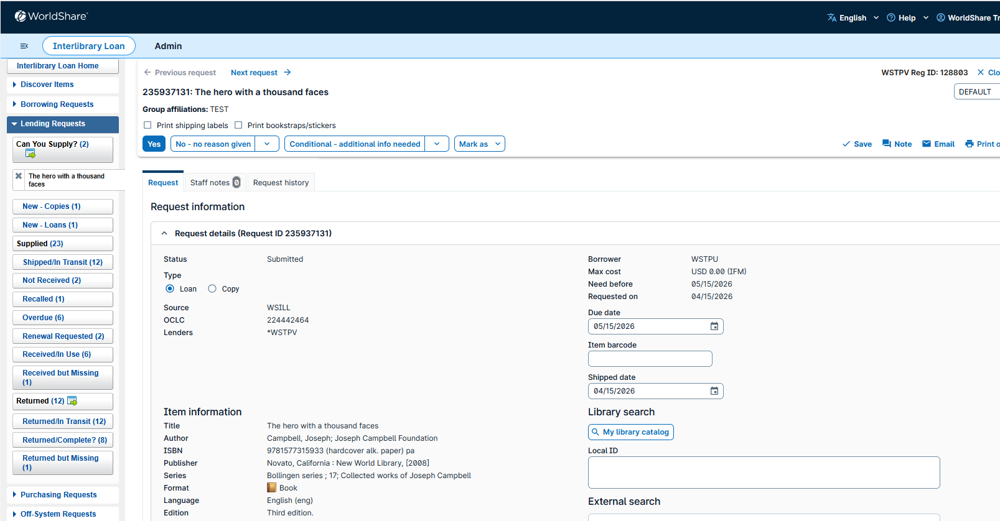 WorldShare®
English
Help
WorldShare Tr
Interlibrary Loan
Admin
Interlibrary Loan Home
Discover Items
Borrowing Requests
Lending Requests
Can You Supply? (2)
The hero with a thousand
faces
New - Copies (1)
New - Loans (1)
Supplied (23)
Shipped/In Transit (12)
Not Received (2)
Recalled (1)
Overdue (6)
Renewal Requested (2)
Received/In Use (6)
Received but Missing
(1)
Returned (12)
Returned/In Transit (12)
Returned/Complete? (8)
Returned but Missing
(1)
Purchasing Requests
Off-System Requests
Previous request
Next request
WSTPV Reg ID: 128803
Clo
235937131: The hero with a thousand faces
DEFAULT
Group affiliations: TEST
Print shipping labels
Print bookstraps/stickers
Yes
No - no reason given
Conditional - additional info needed
Mark as
Save
Note
Email
Print o
Request
Staff notes 0
Request history
Request information
Request details (Request ID 235937131)
Status Submitted
Type
Loan
Copy
Source WSILL
OCLC 224442464
Lenders *WSTPV
Borrower WSTPU
Max cost USD 0.00 (IFM)
Need before 05/15/2026
Requested on 04/15/2026
Due date
05/15/2026
Item barcode
Shipped date
04/15/2026
Item information
Title The hero with a thousand faces
Author Campbell, Joseph; Joseph Campbell Foundation
ISBN 9781577315933 (hardcover alk. paper) pa
Publisher Novato, California : New World Library, [2008]
Series Bollingen series ; 17; Collected works of Joseph Campbell
Format Book
Language English (eng)
Edition Third edition.
Library search
My library catalog
Local ID
External search